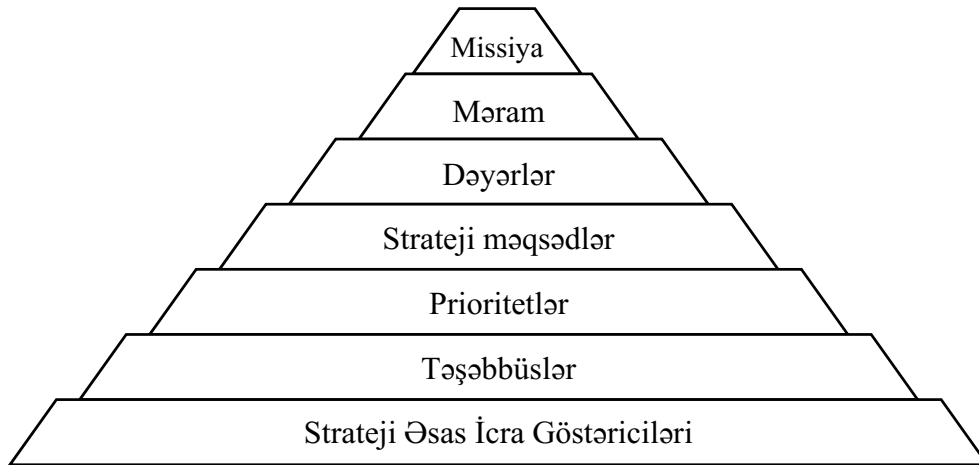 Missiya
Məram
Dəyərlər
Strateji məqsədlər
Prioritetlər
Təşəbbüslər
Strateji Əsas İcra Göstəriciləri